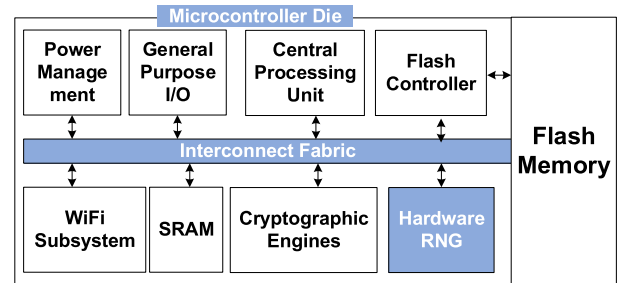 Microcontroller Die
Power
Manage
ment
General
Purpose
I/O
Central
Processing
Unit
Flash
Controller
Flash
Memory
Interconnect Fabric
WiFi
Subsystem
SRAM
Cryptographic
Engines
Hardware
RNG